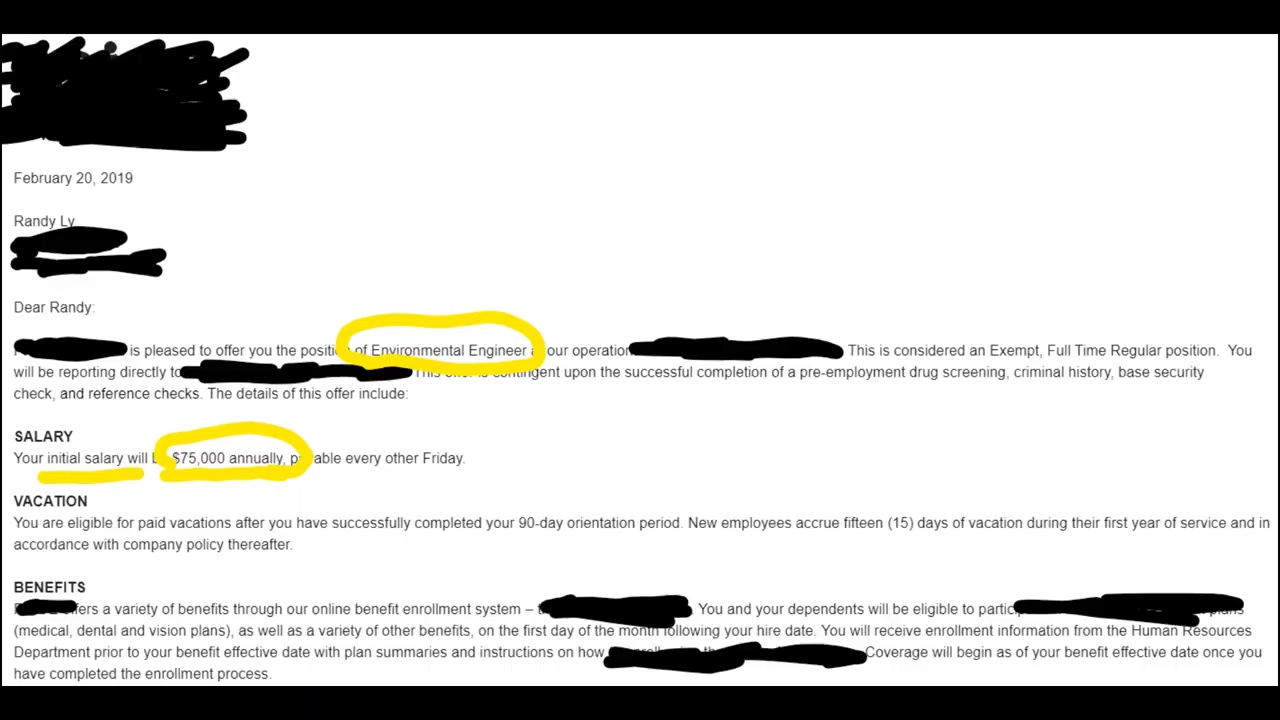 February 20, 2019
Randy Ly
Dear Randy:
is pleased to offer you the position of Environmental Engineer our operation This is considered an Exempt, Full Time Regular position. You
will be reporting directly to This offer is contingent upon the successful completion of a pre-employment drug screening, criminal history, base security
check, and reference checks. The details of this offer include:
SALARY
Your initial salary will $75,000 annually, payable every other Friday.
VACATION
You are eligible for paid vacations after you have successfully completed your 90-day orientation period. New employees accrue fifteen (15) days of vacation during their first year of service and in
accordance with company policy thereafter.
BENEFITS
offers a variety of benefits through our online benefit enrollment system – You and your dependents will be eligible to plans
(medical, dental and vision plans), as well as a variety of other benefits, on the first day of the month following your hire date. You will receive enrollment information from the Human Resources
Department prior to your benefit effective date with plan summaries and instructions on how Coverage will begin as of your benefit effective date once you
have completed the enrollment process.